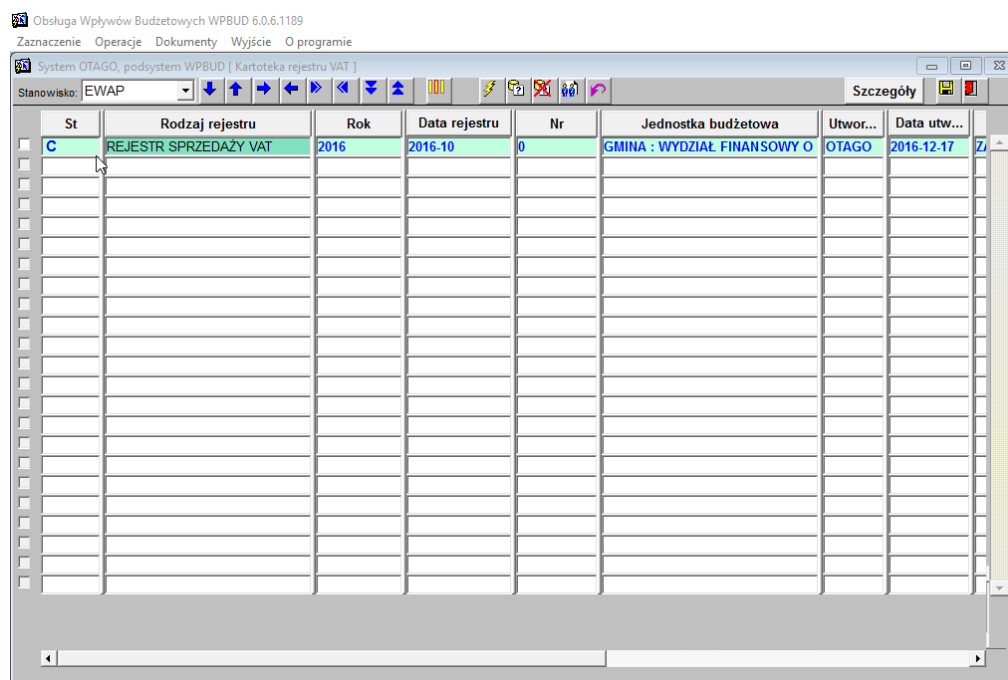 Obsługa Wpływów Budżetowych WPBUD 6.0.6.1189
Zaznaczenie Operacje Dokumenty Wyjście O programie
System OTAGO, podsystem WPBUD [ Kartoteka rejestru VAT ]
Stanowisko: EWAP Szczegóły
St Rodzaj rejestru Rok Data rejestru Nr Jednostka budżetowa Utwor... Data utw...
C REJESTR SPRZEDAŻY VAT 2016 2016-10 0 GMINA : WYDZIAŁ FINANSOWY O OTAGO 2016-12-17